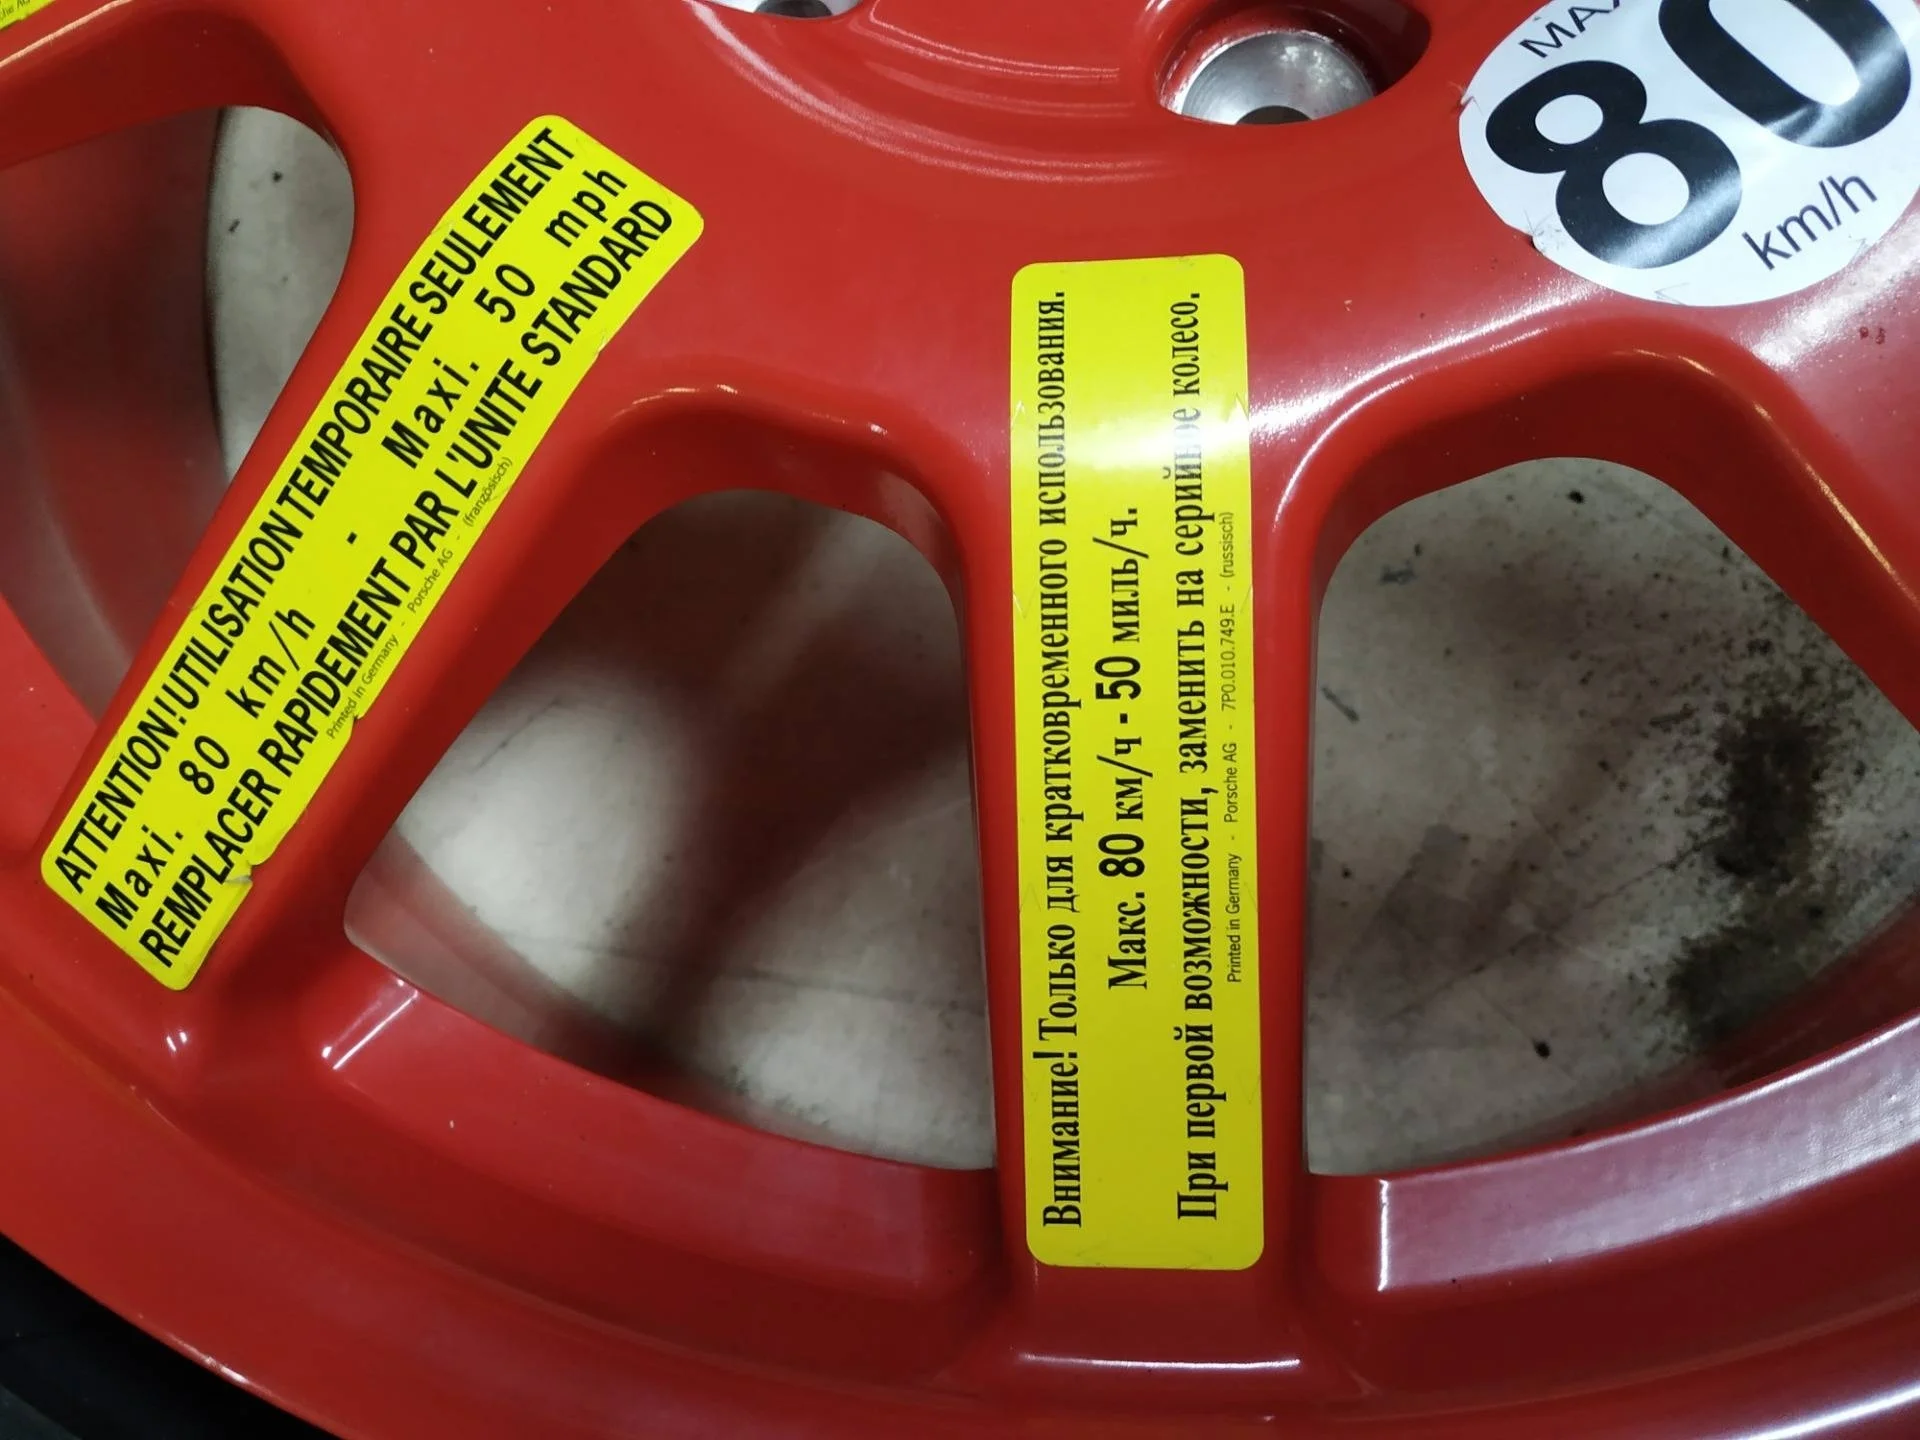 ATTENTION! UTILISATION TEMPORAIRE SEULEMENT
Maxi. 80 km/h - Maxi. 50 mph
REMPLACER RAPIDEMENT PAR L'UNITE STANDARD
Printed in Germany - Porsche AG - (französisch)
Внимание! Только для кратковременного использования.
Макс. 80 км/ч - 50 миль/ч.
При первой возможности, заменить на серийное колесо.
Printed in Germany - Porsche AG - 7P0.010.749.E - (russisch)
MAX
80
km/h